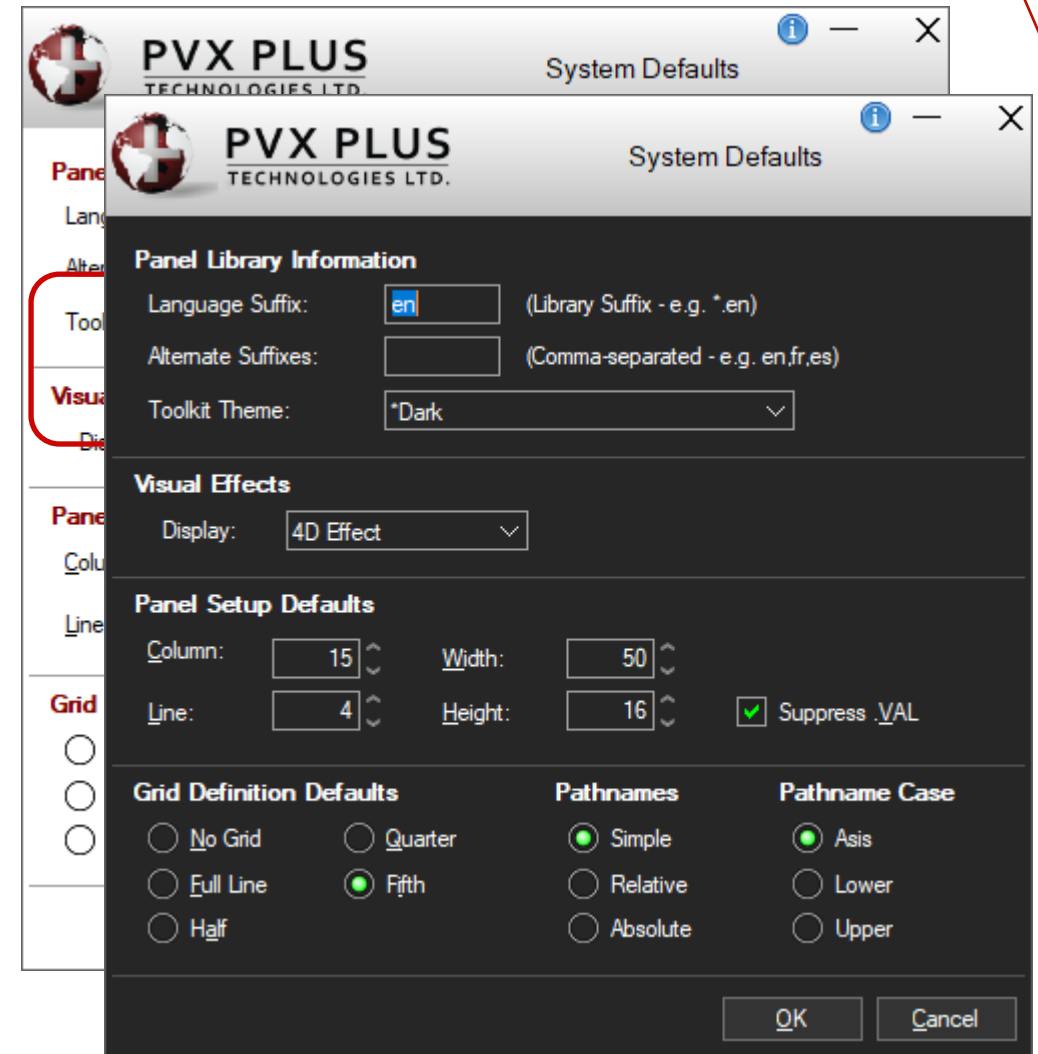 PVX PLUS
TECHNOLOGIES LTD.
System Defaults
PVX PLUS
TECHNOLOGIES LTD.
System Defaults
Panel Library Information
Language Suffix: en (Library Suffix - e.g. *.en)
Alternate Suffixes: (Comma-separated - e.g. en,fr,es)
Toolkit Theme: *Dark
Visual Effects
Display: 4D Effect
Panel Setup Defaults
Column: 15 Width: 50
Line: 4 Height: 16 Suppress .VAL
Grid Definition Defaults Pathnames Pathname Case
No Grid Quarter Simple Asis
Full Line Fifth Relative Lower
Half Absolute Upper
OK Cancel
Line
Grid